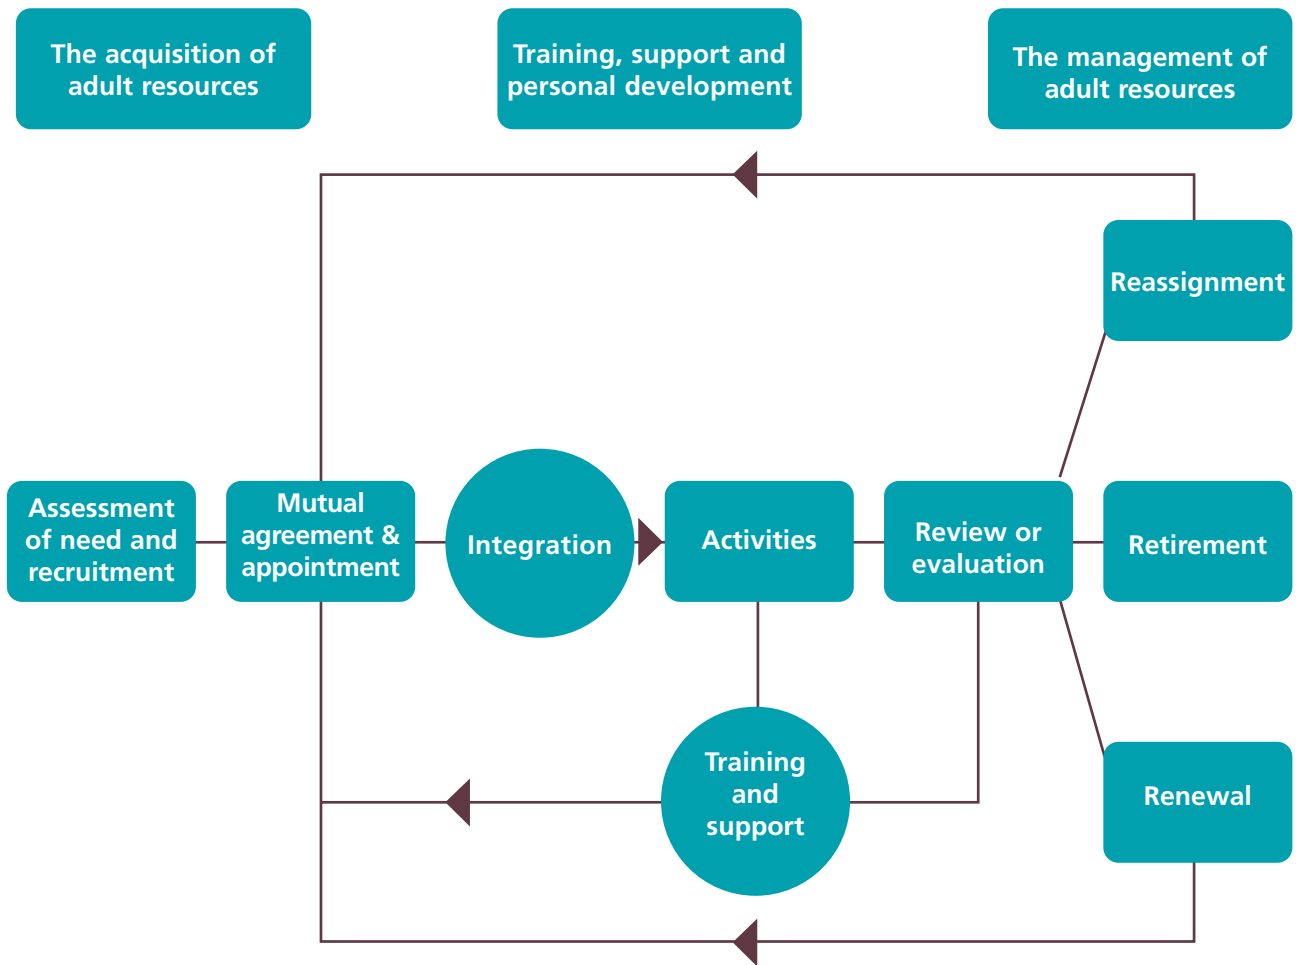 The acquisition of
adult resources
Training, support and
personal development
The management of
adult resources
Reassignment
Assessment
of need and
recruitment
Mutual
agreement &
appointment
Integration
Activities
Review or
evaluation
Retirement
Training
and
support
Renewal